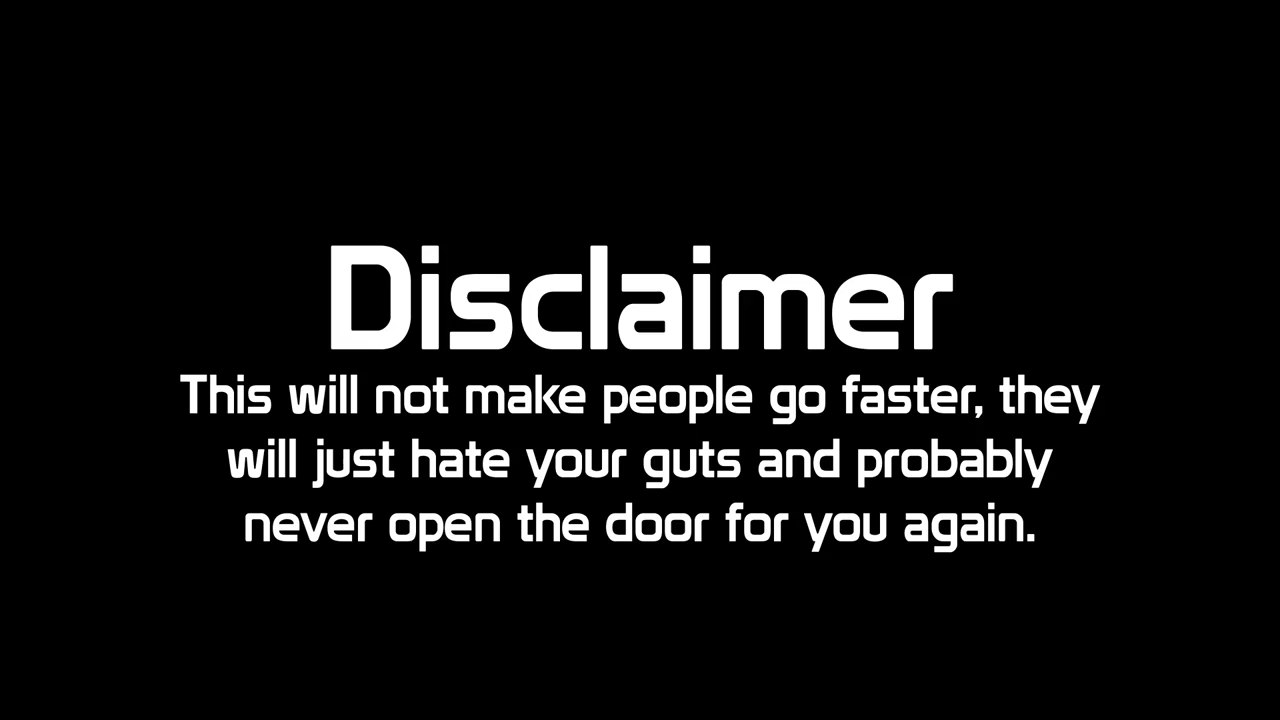 Disclaimer
This will not make people go faster, they
will just hate your guts and probably
never open the door for you again.